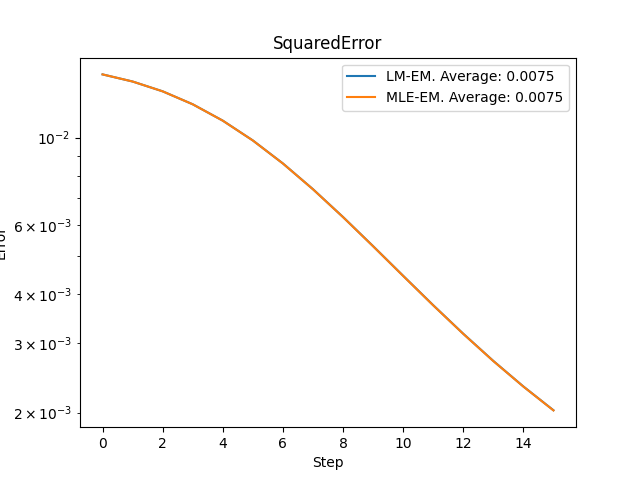 SquaredError
LM-EM. Average: 0.0075
MLE-EM. Average: 0.0075
10⁻²
6 × 10⁻³
4 × 10⁻³
3 × 10⁻³
2 × 10⁻³
Error
0 2 4 6 8 10 12 14
Step